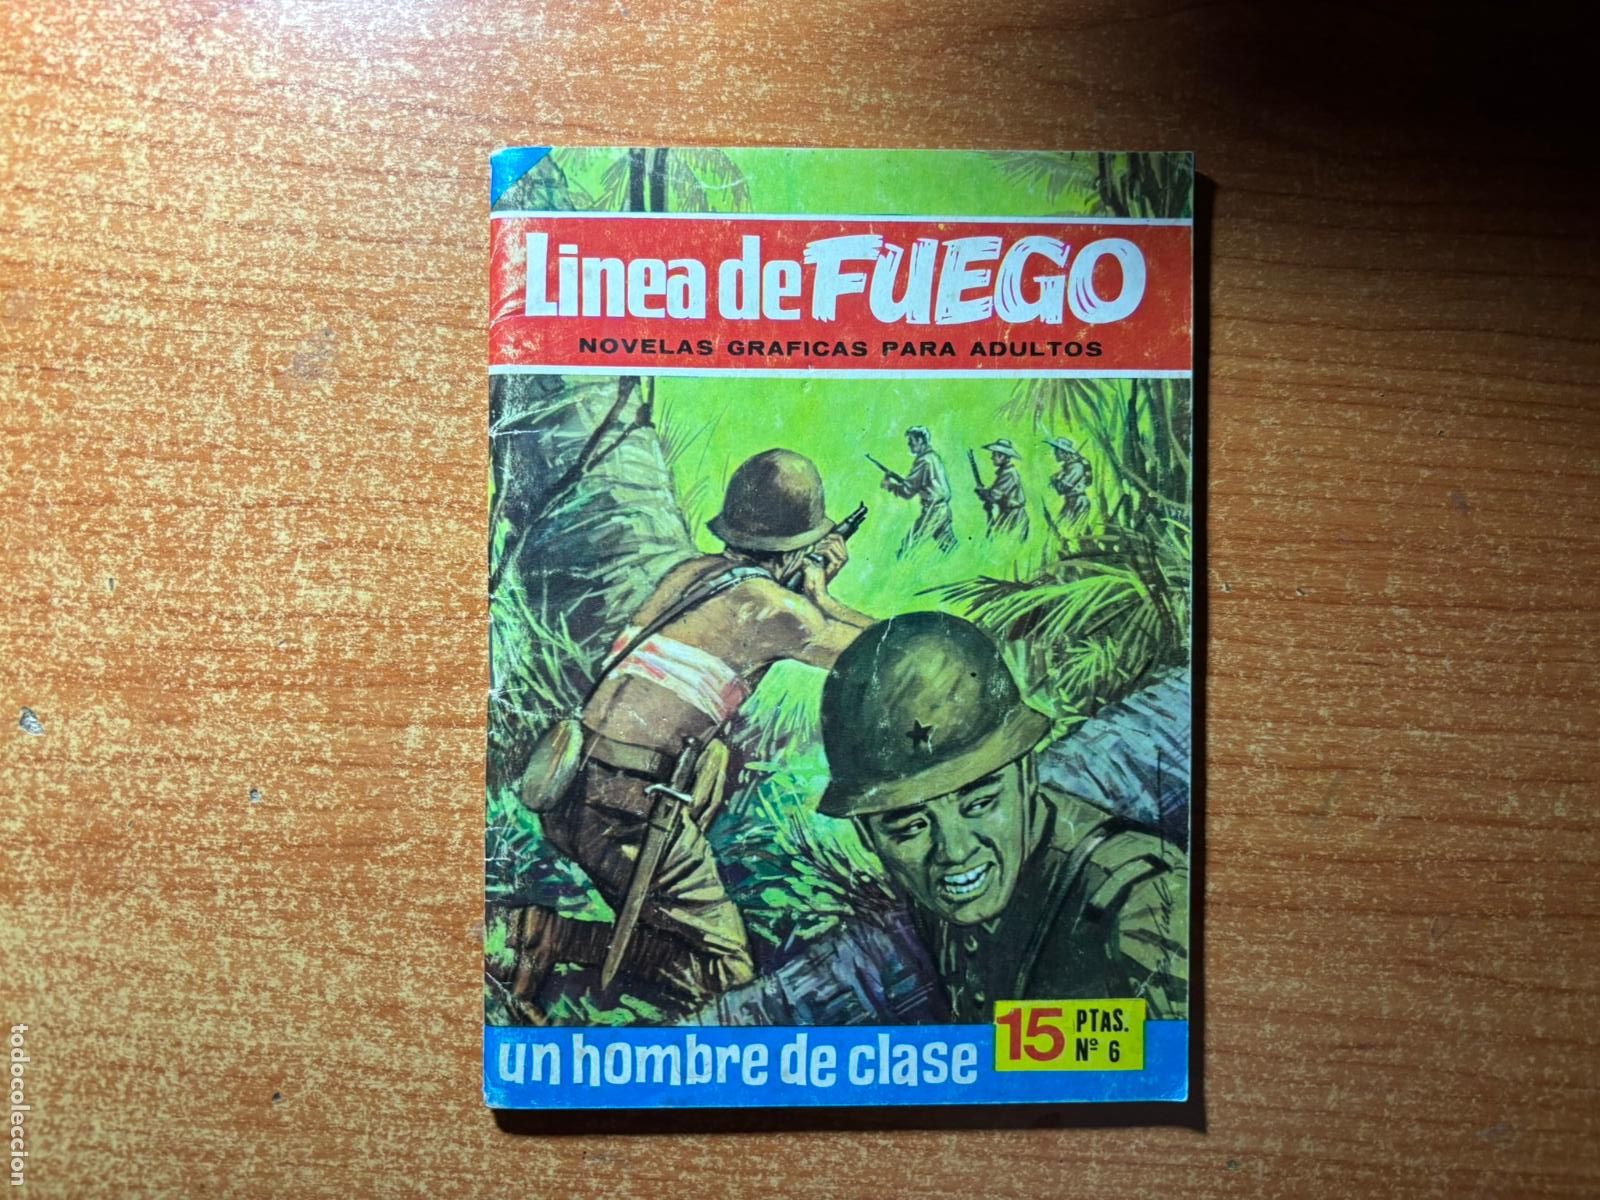 Linea de FUEGO
NOVELAS GRAFICAS PARA ADULTOS
un hombre de clase
15 PTAS.
Nº 6
todocoleccion